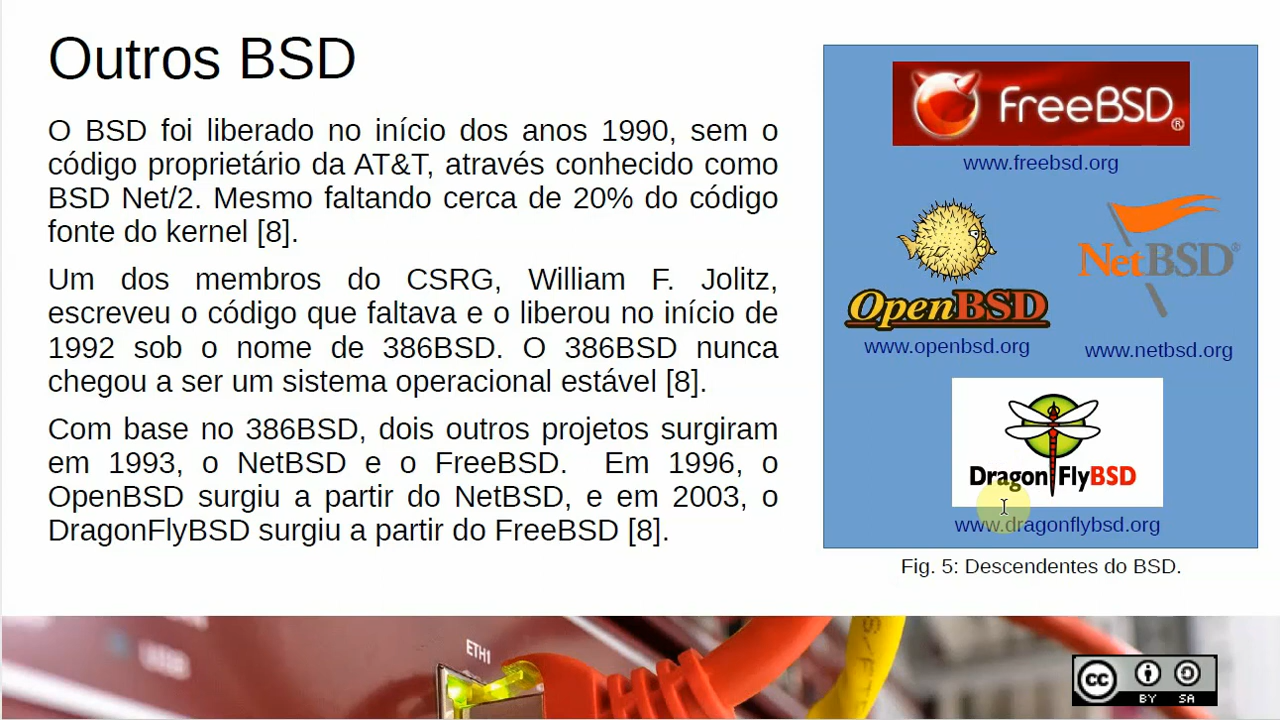 Outros BSD
O BSD foi liberado no início dos anos 1990, sem o
código proprietário da AT&T, através conhecido como
BSD Net/2. Mesmo faltando cerca de 20% do código
fonte do kernel [8].
Um dos membros do CSRG, William F. Jolitz,
escreveu o código que faltava e o liberou no início de
1992 sob o nome de 386BSD. O 386BSD nunca
chegou a ser um sistema operacional estável [8].
Com base no 386BSD, dois outros projetos surgiram
em 1993, o NetBSD e o FreeBSD. Em 1996, o
OpenBSD surgiu a partir do NetBSD, e em 2003, o
DragonFlyBSD surgiu a partir do FreeBSD [8].
FreeBSD®
www.freebsd.org
OpenBSD
www.openbsd.org
NetBSD®
www.netbsd.org
DragonFlyBSD
www.dragonflybsd.org
Fig. 5: Descendentes do BSD.
ETH1
cc
BY SA